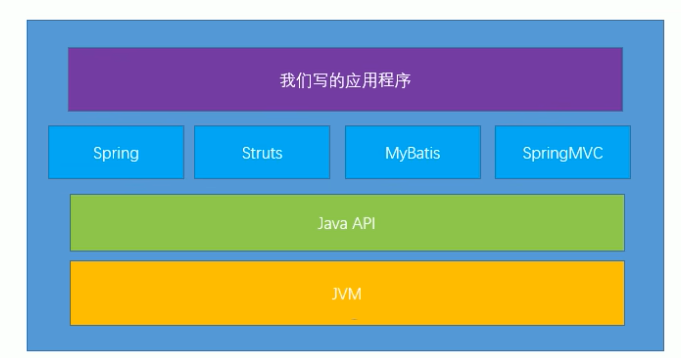 我们写的应用程序
Spring
Struts
MyBatis
SpringMVC
Java API
JVM